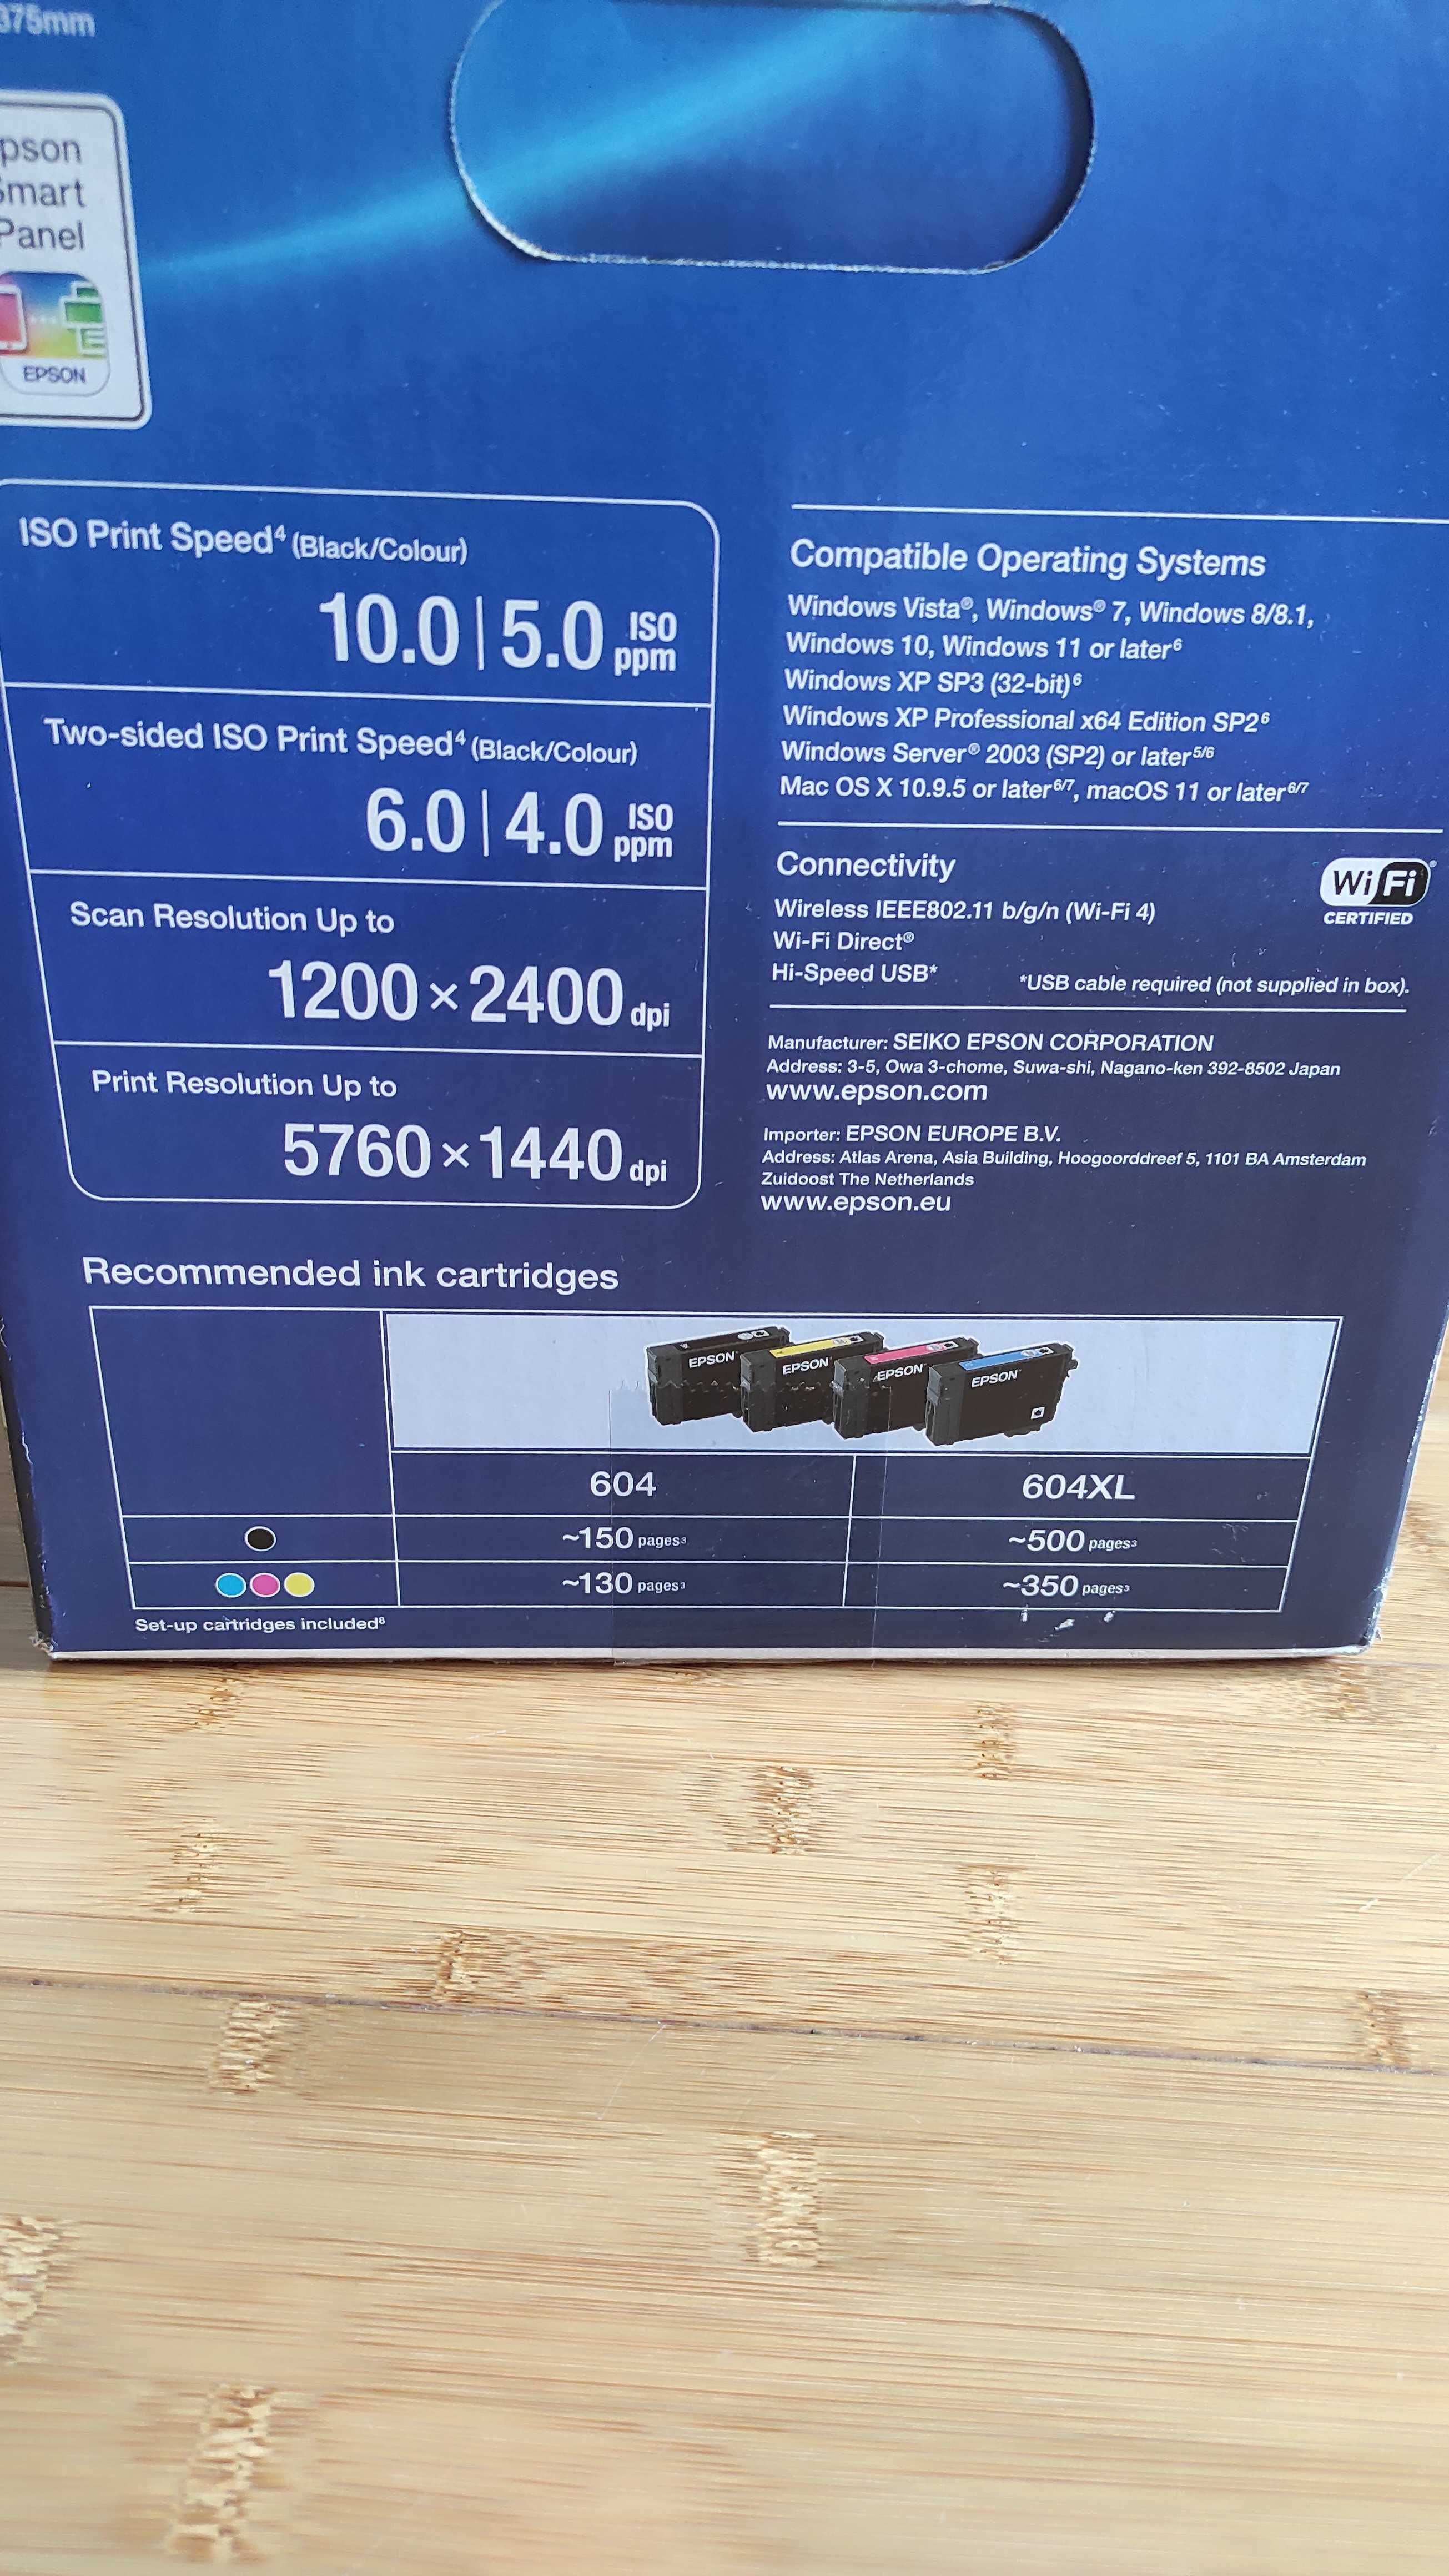 375mm
pson
Smart
Panel
EPSON
ISO Print Speed⁴ (Black/Colour)
10.0 | 5.0 ISO ppm
Two-sided ISO Print Speed⁴ (Black/Colour)
6.0 | 4.0 ISO ppm
Scan Resolution Up to
1200 × 2400 dpi
Print Resolution Up to
5760 × 1440 dpi
Compatible Operating Systems
Windows Vista®, Windows® 7, Windows 8/8.1,
Windows 10, Windows 11 or later⁶
Windows XP SP3 (32-bit)⁶
Windows XP Professional x64 Edition SP2⁶
Windows Server® 2003 (SP2) or later⁵/⁶
Mac OS X 10.9.5 or later⁶/⁷, macOS 11 or later⁶/⁷
Connectivity
Wireless IEEE802.11 b/g/n (Wi-Fi 4)
Wi-Fi Direct®
Hi-Speed USB* *USB cable required (not supplied in box).
Wi Fi®
CERTIFIED
Manufacturer: SEIKO EPSON CORPORATION
Address: 3-5, Owa 3-chome, Suwa-shi, Nagano-ken 392-8502 Japan
www.epson.com
Importer: EPSON EUROPE B.V.
Address: Atlas Arena, Asia Building, Hoogoorddreef 5, 1101 BA Amsterdam
Zuidoost The Netherlands
www.epson.eu
Recommended ink cartridges
EPSON EPSON EPSON EPSON
604 604XL
~150 pages³ ~500 pages³
~130 pages³ ~350 pages³
Set-up cartridges included⁸